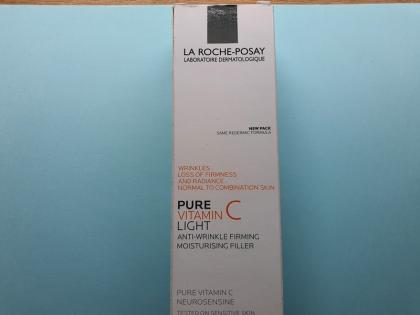 LA ROCHE-POSAY
LABORATOIRE DERMATOLOGIQUE
NEW PACK
SAME REDERMIC FORMULA
WRINKLES
LOSS OF FIRMNESS
AND RADIANCE
NORMAL TO COMBINATION SKIN
PURE
VITAMIN C
LIGHT
ANTI-WRINKLE FIRMING
MOISTURISING FILLER
PURE VITAMIN C
NEUROSENSINE
TESTED ON SENSITIVE SKIN